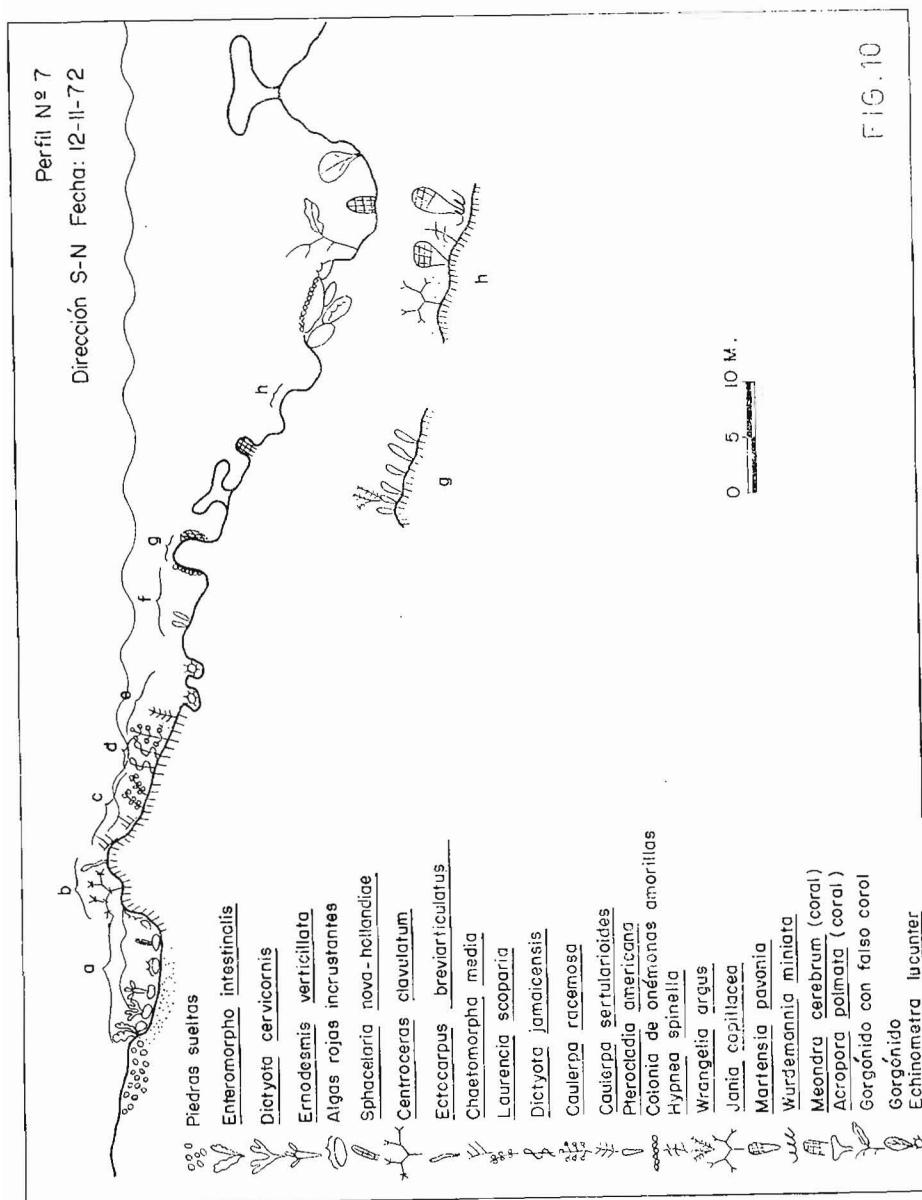 Perfil Nº 7
Dirección S-N Fecha: 12-11-72
a
b
c
d
e
f
g
h
g
h
0 5 10 M.
Piedras sueltas
Enteromorpho intestinalis
Dictyota cervicornis
Ernodesmis verticillata
Algas rojas incrustantes
Sphacelaria nova-hollandiae
Centroceras clavulatum
Ectocarpus breviarticulatus
Chaetomorpha media
Laurencia scoparia
Dictyota jamaicensis
Caulerpa racemosa
Caulerpa sertularioides
Pterocladia americana
Colonia de anémonas amarillas
Hypnea spinella
Wrangelia argus
Jania capillacea
Martensia pavonia
Wurdemannia miniata
Meandra cerebrum (coral)
Acropora palmata (coral)
Gorgónido con falso coral
Gorgónido
Echinometra lucunter
FIG. 10